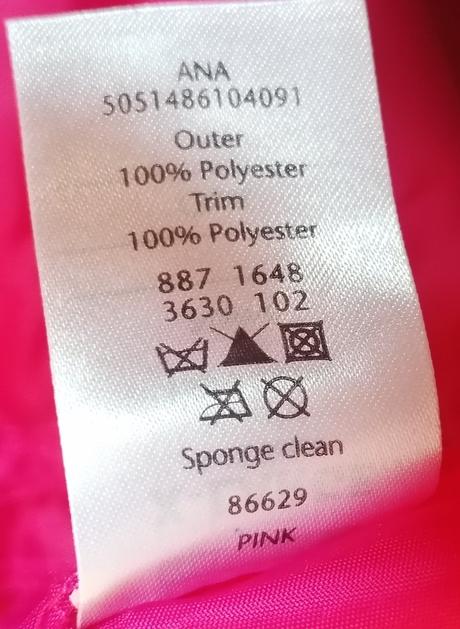 ANA
5051486104091
Outer
100% Polyester
Trim
100% Polyester
887 1648
3630 102
Sponge clean
86629
PINK